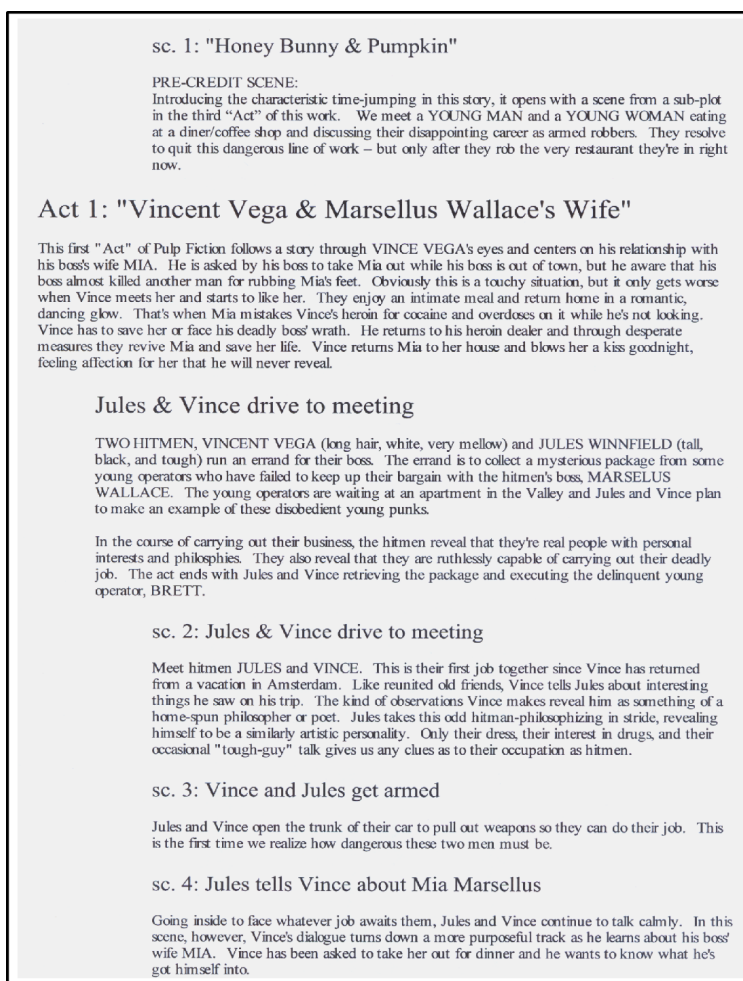 sc. 1: "Honey Bunny & Pumpkin"
PRE-CREDIT SCENE:
Introducing the characteristic time-jumping in this story, it opens with a scene from a sub-plot
in the third “Act” of this work. We meet a YOUNG MAN and a YOUNG WOMAN eating
at a diner/coffee shop and discussing their disappointing career as armed robbers. They resolve
to quit this dangerous line of work – but only after they rob the very restaurant they're in right
now.
Act 1: "Vincent Vega & Marsellus Wallace's Wife"
This first "Act" of Pulp Fiction follows a story through VINCE VEGA's eyes and centers on his relationship with
his boss's wife MIA. He is asked by his boss to take Mia out while his boss is out of town, but he aware that his
boss almost killed another man for rubbing Mia's feet. Obviously this is a touchy situation, but it only gets worse
when Vince meets her and starts to like her. They enjoy an intimate meal and return home in a romantic,
dancing glow. That's when Mia mistakes Vince's heroin for cocaine and overdoses on it while he's not looking.
Vince has to save her or face his deadly boss' wrath. He returns to his heroin dealer and through desperate
measures they revive Mia and save her life. Vince returns Mia to her house and blows her a kiss goodnight,
feeling affection for her that he will never reveal.
Jules & Vince drive to meeting
TWO HITMEN, VINCENT VEGA (long hair, white, very mellow) and JULES WINNFIELD (tall,
black, and tough) run an errand for their boss. The errand is to collect a mysterious package from some
young operators who have failed to keep up their bargain with the hitmen's boss, MARSELUS
WALLACE. The young operators are waiting at an apartment in the Valley and Jules and Vince plan
to make an example of these disobedient young punks.
In the course of carrying out their business, the hitmen reveal that they're real people with personal
interests and philosphies. They also reveal that they are ruthlessly capable of carrying out their deadly
job. The act ends with Jules and Vince retrieving the package and executing the delinquent young
operator, BRETT.
sc. 2: Jules & Vince drive to meeting
Meet hitmen JULES and VINCE. This is their first job together since Vince has returned
from a vacation in Amsterdam. Like reunited old friends, Vince tells Jules about interesting
things he saw on his trip. The kind of observations Vince makes reveal him as something of a
home-spun philosopher or poet. Jules takes this odd hitman-philosophizing in stride, revealing
himself to be a similarly artistic personality. Only their dress, their interest in drugs, and their
occasional "tough-guy" talk gives us any clues as to their occupation as hitmen.
sc. 3: Vince and Jules get armed
Jules and Vince open the trunk of their car to pull out weapons so they can do their job. This
is the first time we realize how dangerous these two men must be.
sc. 4: Jules tells Vince about Mia Marsellus
Going inside to face whatever job awaits them, Jules and Vince continue to talk calmly. In this
scene, however, Vince's dialogue turns down a more purposeful track as he learns about his boss'
wife MIA. Vince has been asked to take her out for dinner and he wants to know what he's
got himself into.